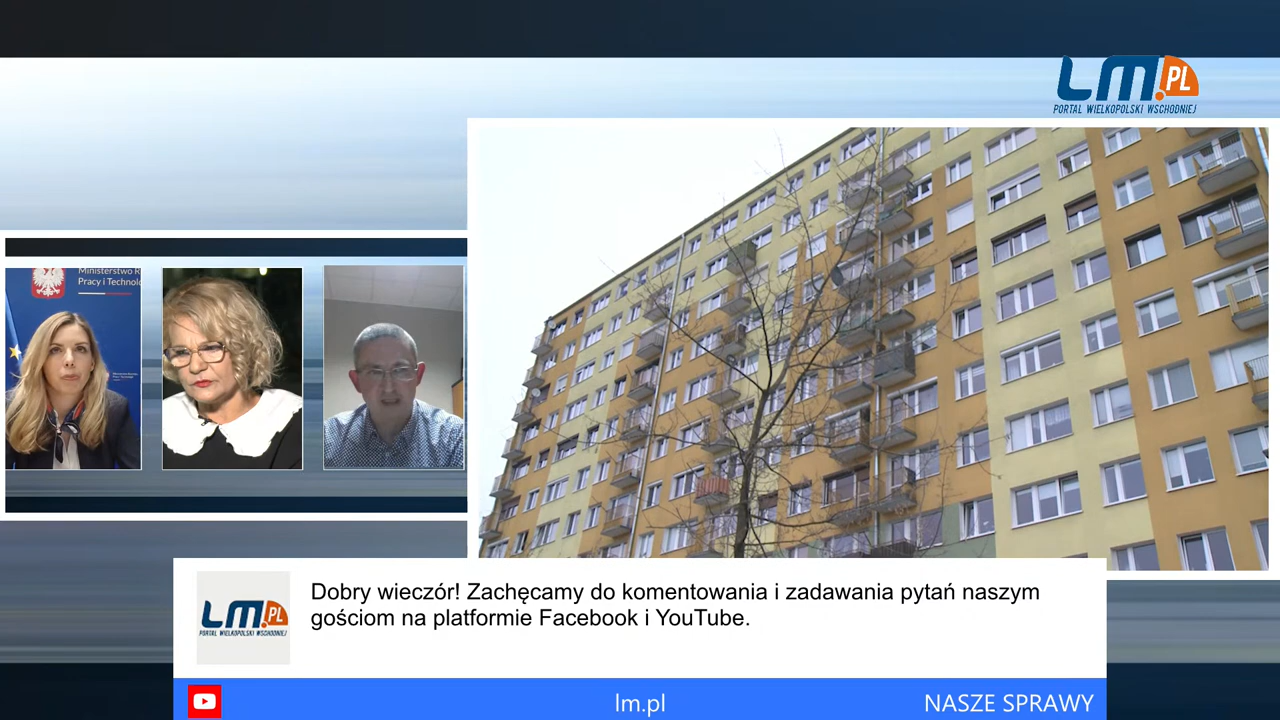 LM.PL
PORTAL WIELKOPOLSKI WSCHODNIEJ
Ministerstwo R
Pracy i Technolo
LM.PL
PORTAL WIELKOPOLSKI WSCHODNIEJ
Dobry wieczór! Zachęcamy do komentowania i zadawania pytań naszym
gościom na platformie Facebook i YouTube.
lm.pl
NASZE SPRAWY